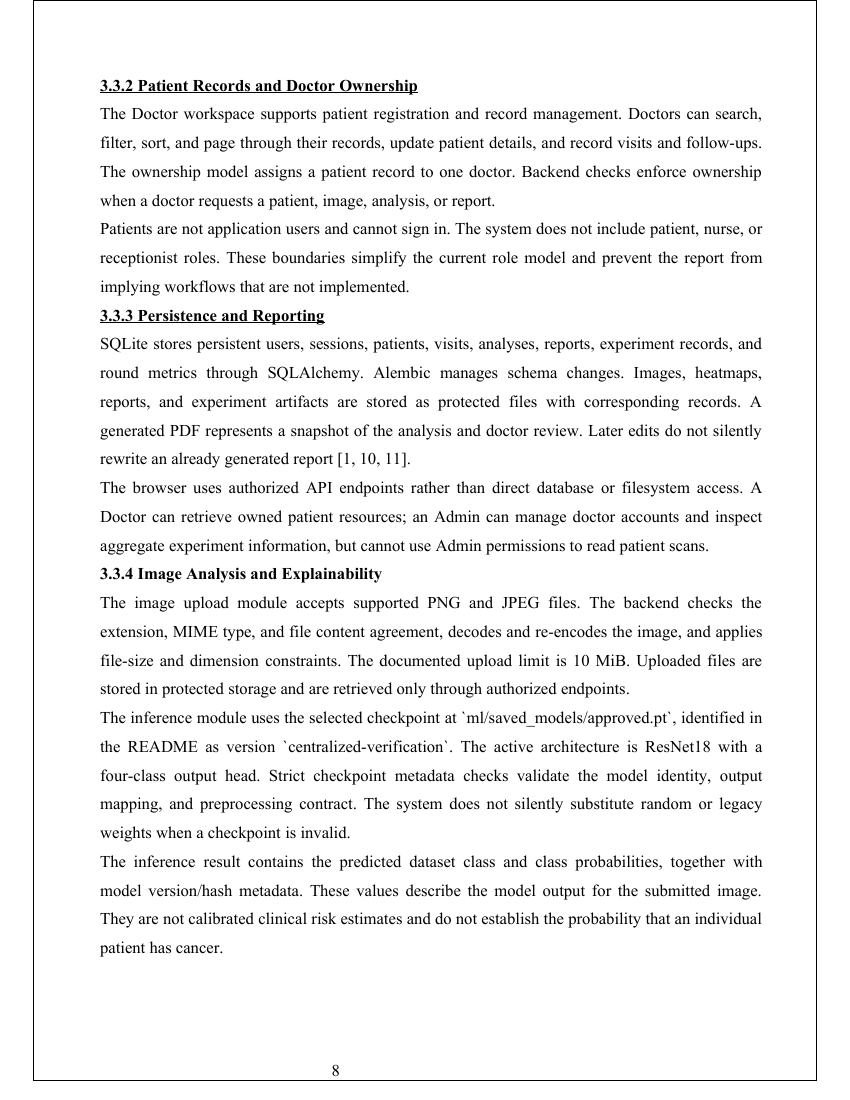 3.3.2 Patient Records and Doctor Ownership
The Doctor workspace supports patient registration and record management. Doctors can search,
filter, sort, and page through their records, update patient details, and record visits and follow-ups.
The ownership model assigns a patient record to one doctor. Backend checks enforce ownership
when a doctor requests a patient, image, analysis, or report.
Patients are not application users and cannot sign in. The system does not include patient, nurse, or
receptionist roles. These boundaries simplify the current role model and prevent the report from
implying workflows that are not implemented.
3.3.3 Persistence and Reporting
SQLite stores persistent users, sessions, patients, visits, analyses, reports, experiment records, and
round metrics through SQLAlchemy. Alembic manages schema changes. Images, heatmaps,
reports, and experiment artifacts are stored as protected files with corresponding records. A
generated PDF represents a snapshot of the analysis and doctor review. Later edits do not silently
rewrite an already generated report [1, 10, 11].
The browser uses authorized API endpoints rather than direct database or filesystem access. A
Doctor can retrieve owned patient resources; an Admin can manage doctor accounts and inspect
aggregate experiment information, but cannot use Admin permissions to read patient scans.
3.3.4 Image Analysis and Explainability
The image upload module accepts supported PNG and JPEG files. The backend checks the
extension, MIME type, and file content agreement, decodes and re-encodes the image, and applies
file-size and dimension constraints. The documented upload limit is 10 MiB. Uploaded files are
stored in protected storage and are retrieved only through authorized endpoints.
The inference module uses the selected checkpoint at `ml/saved_models/approved.pt`, identified in
the README as version `centralized-verification`. The active architecture is ResNet18 with a
four-class output head. Strict checkpoint metadata checks validate the model identity, output
mapping, and preprocessing contract. The system does not silently substitute random or legacy
weights when a checkpoint is invalid.
The inference result contains the predicted dataset class and class probabilities, together with
model version/hash metadata. These values describe the model output for the submitted image.
They are not calibrated clinical risk estimates and do not establish the probability that an individual
patient has cancer.
8